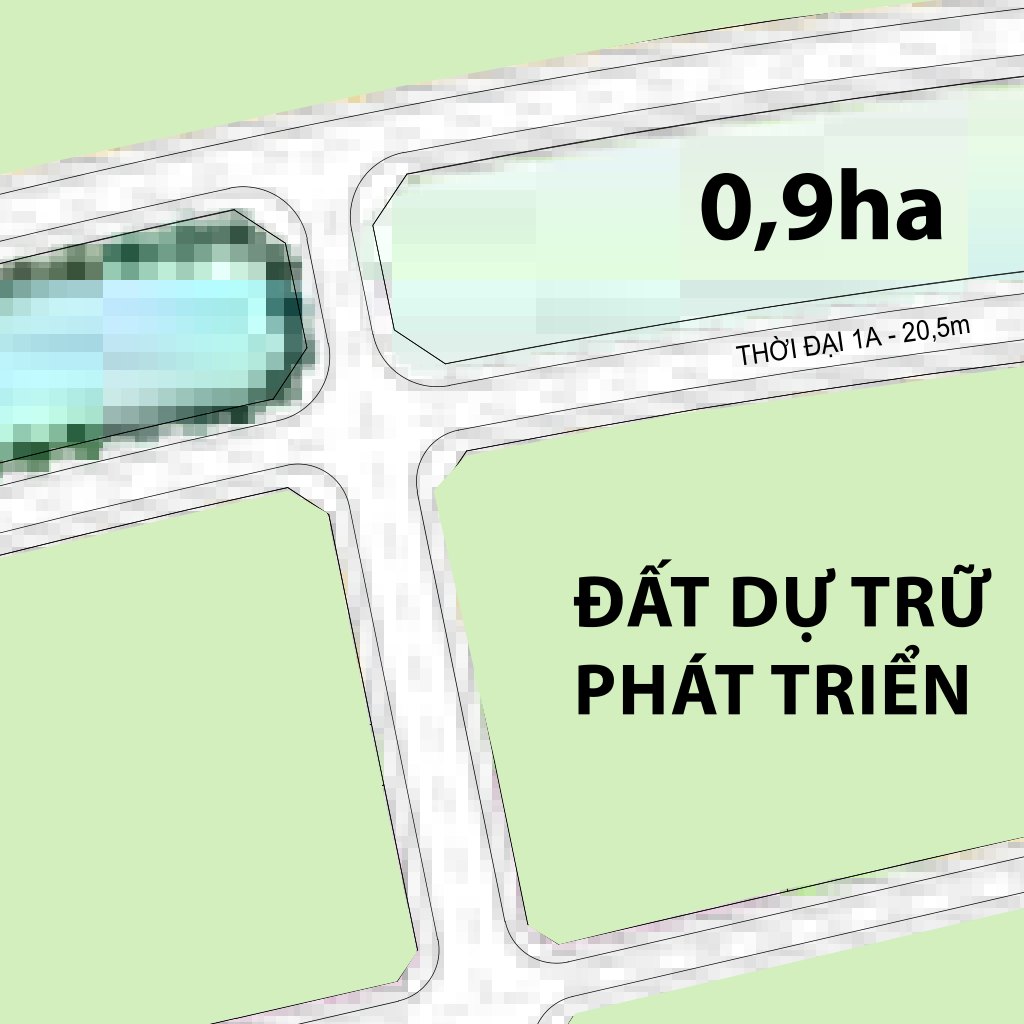 0,9ha
THỜI ĐẠI 1A - 20,5m
ĐẤT DỰ TRỮ
PHÁT TRIỂN